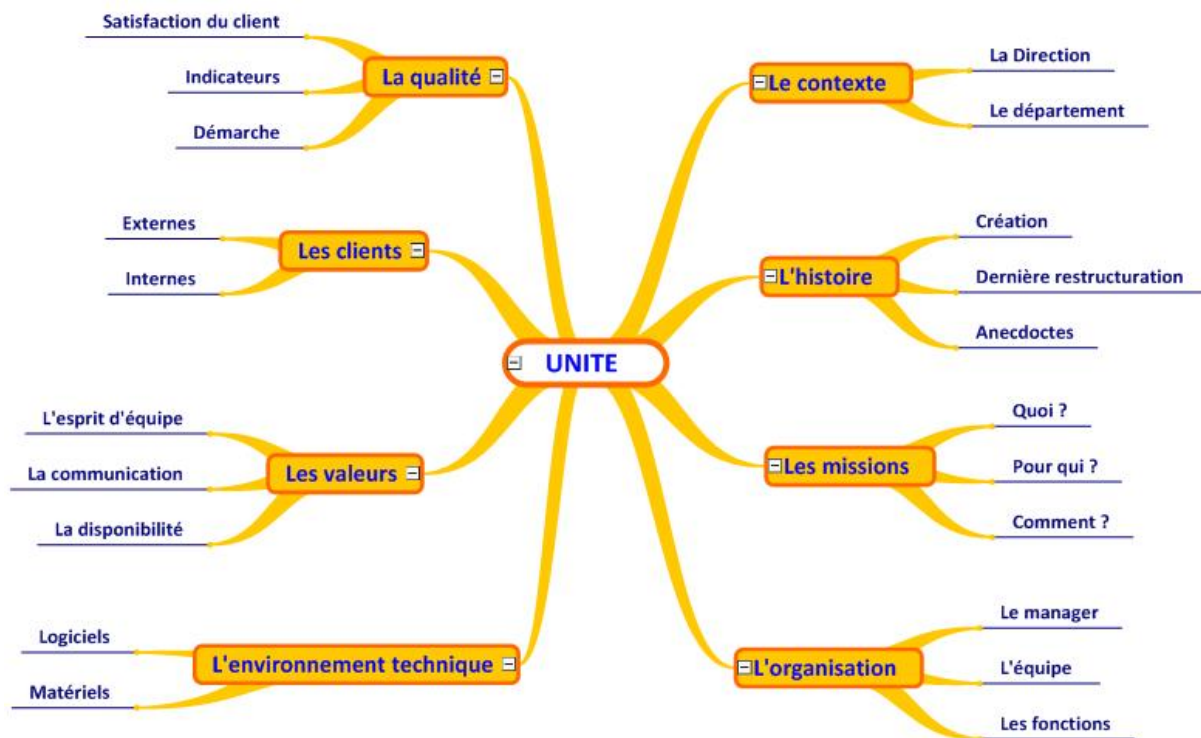 Satisfaction du client
Indicateurs
Démarche
La qualité
Externes
Internes
Les clients
L'esprit d'équipe
La communication
La disponibilité
Les valeurs
Logiciels
Matériels
L'environnement technique
UNITE
Le contexte
La Direction
Le département
L'histoire
Création
Dernière restructuration
Anecdoctes
Les missions
Quoi ?
Pour qui ?
Comment ?
L'organisation
Le manager
L'équipe
Les fonctions